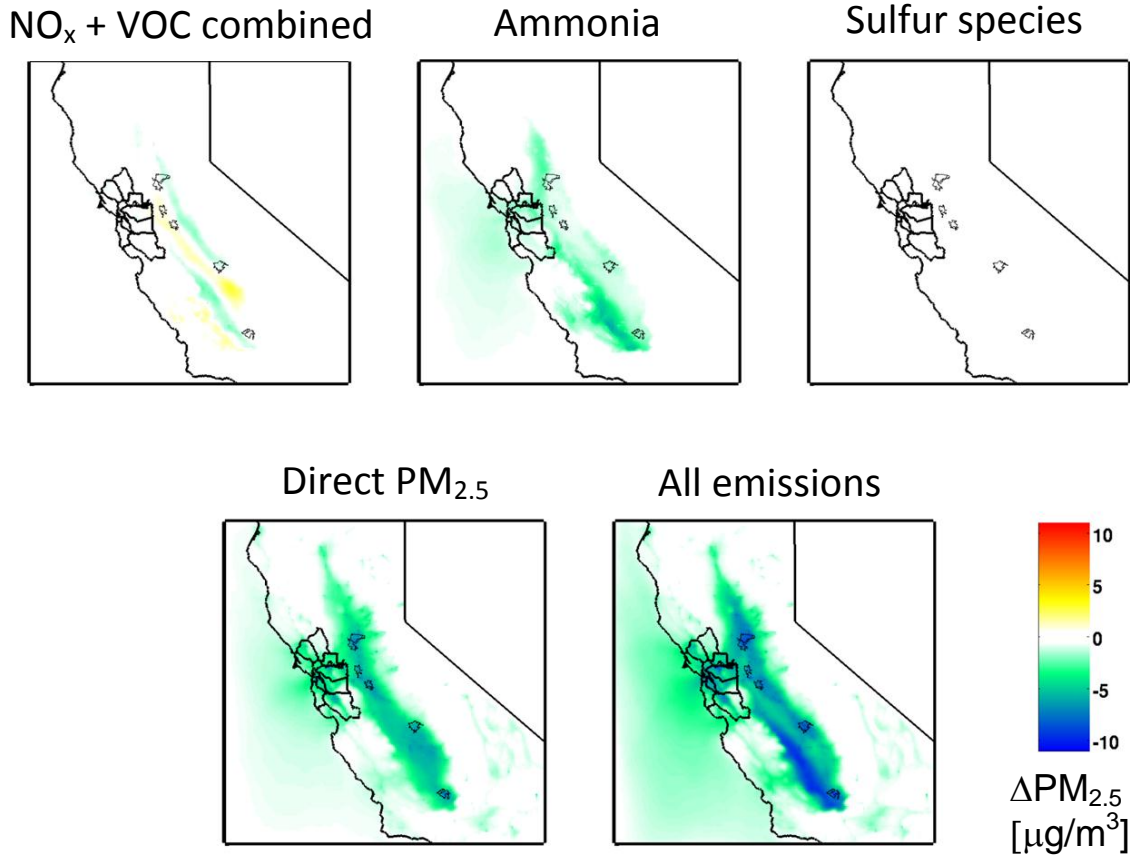 NOₓ + VOC combined
Ammonia
Sulfur species
Direct PM₂.₅
All emissions
10
5
0
-5
-10
ΔPM₂.₅
[μg/m³]